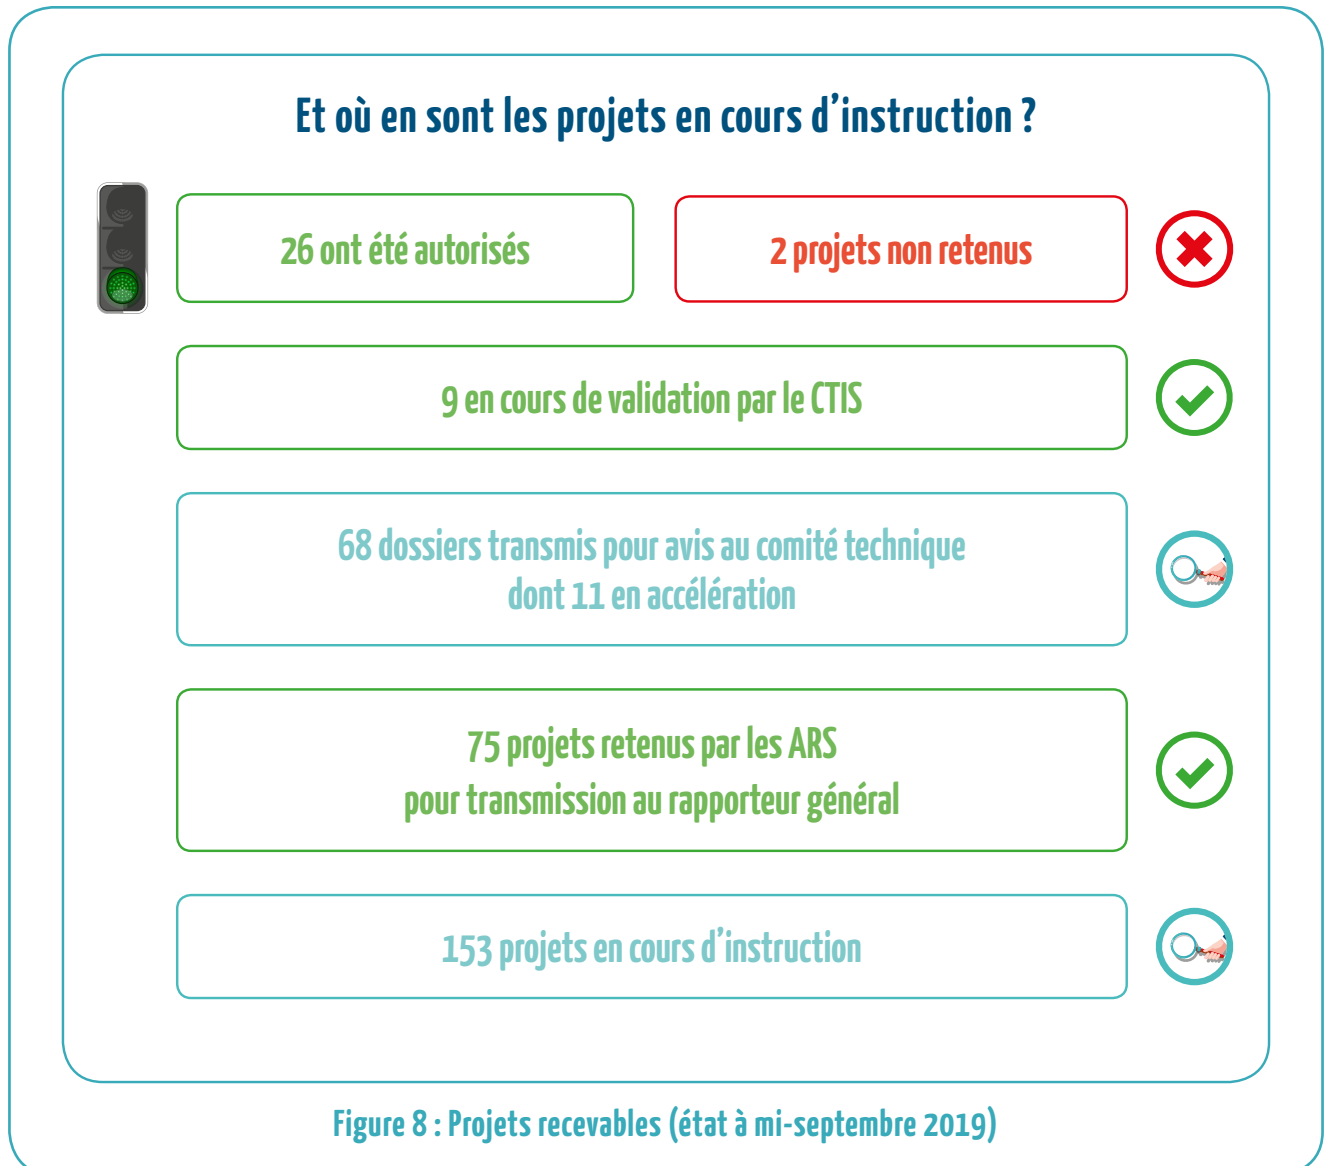 Et où en sont les projets en cours d’instruction ?
26 ont été autorisés
2 projets non retenus
9 en cours de validation par le CTIS
68 dossiers transmis pour avis au comité technique
dont 11 en accélération
75 projets retenus par les ARS
pour transmission au rapporteur général
153 projets en cours d’instruction
Figure 8 : Projets recevables (état à mi-septembre 2019)